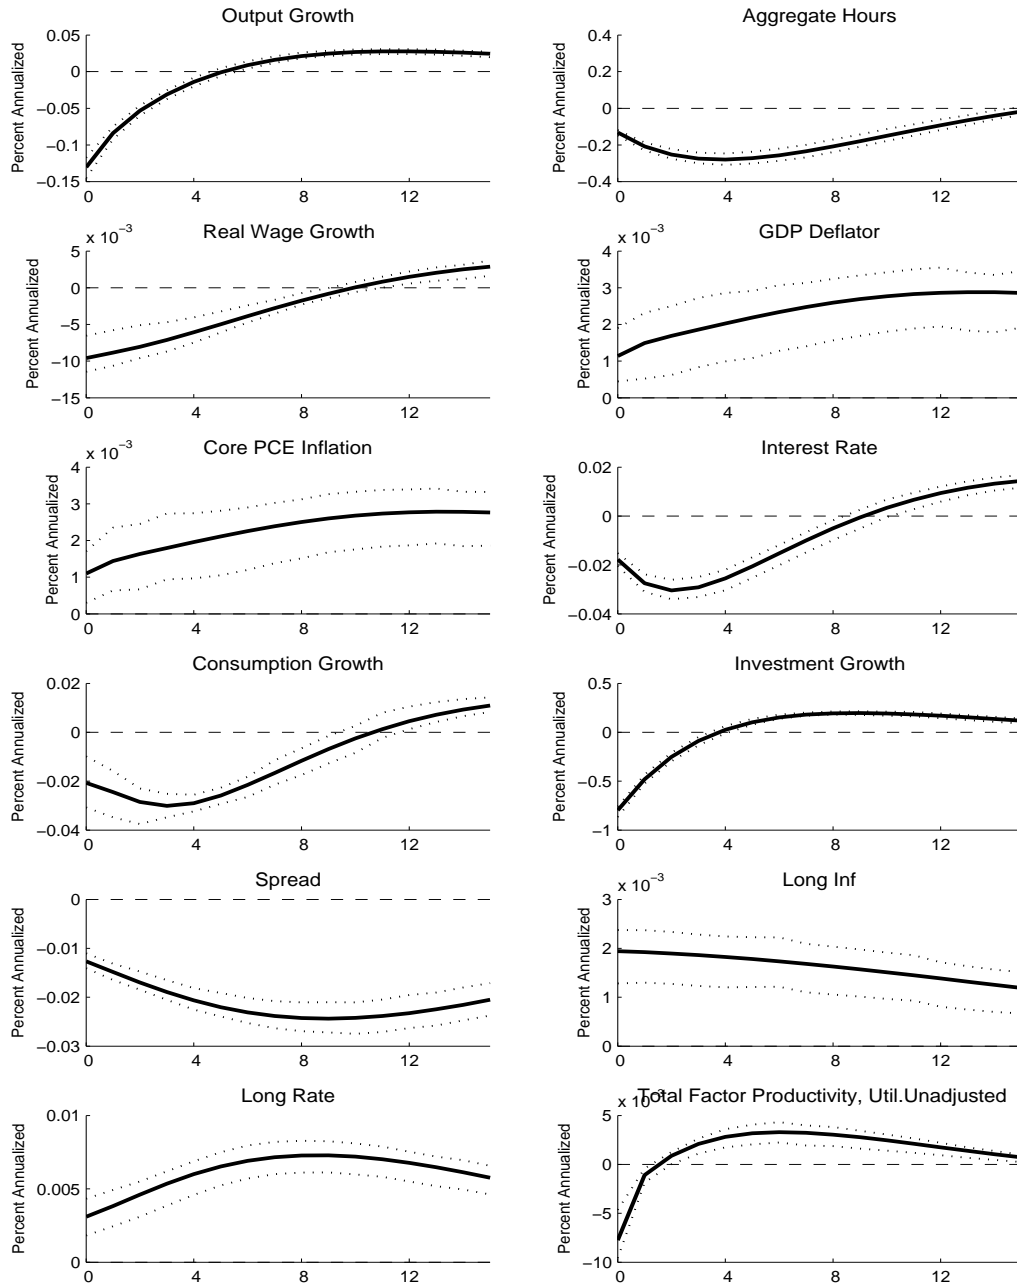 Output Growth
Percent Annualized
0.05
0
−0.05
−0.1
−0.15
0 4 8 12
Aggregate Hours
Percent Annualized
0.4
0.2
0
−0.2
−0.4
0 4 8 12
Real Wage Growth
x 10⁻³
Percent Annualized
5
0
−5
−10
−15
0 4 8 12
GDP Deflator
x 10⁻³
Percent Annualized
4
3
2
1
0
0 4 8 12
Core PCE Inflation
x 10⁻³
Percent Annualized
4
3
2
1
0
0 4 8 12
Interest Rate
Percent Annualized
0.02
0
−0.02
−0.04
0 4 8 12
Consumption Growth
Percent Annualized
0.02
0
−0.02
−0.04
0 4 8 12
Investment Growth
Percent Annualized
0.5
0
−0.5
−1
0 4 8 12
Spread
Percent Annualized
0
−0.01
−0.02
−0.03
0 4 8 12
Long Inf
x 10⁻³
Percent Annualized
3
2
1
0
0 4 8 12
Long Rate
Percent Annualized
0.01
0.005
0
0 4 8 12
Total Factor Productivity, Util.Unadjusted
x 10⁻³
Percent Annualized
5
0
−5
−10
0 4 8 12